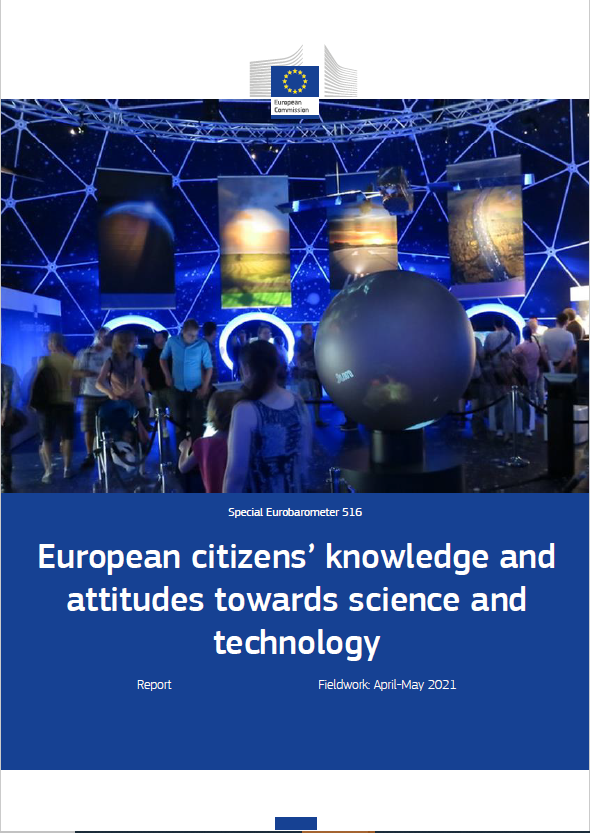 European
Commission
Special Eurobarometer 516
European citizens’ knowledge and
attitudes towards science and
technology
Report
Fieldwork: April-May 2021